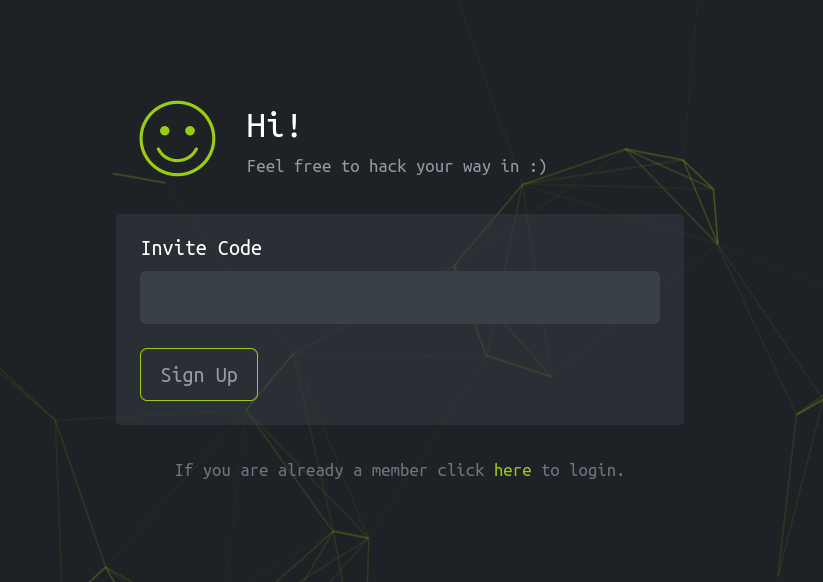 Hi!
Feel free to hack your way in :)
Invite Code
Sign Up
If you are already a member click here to login.